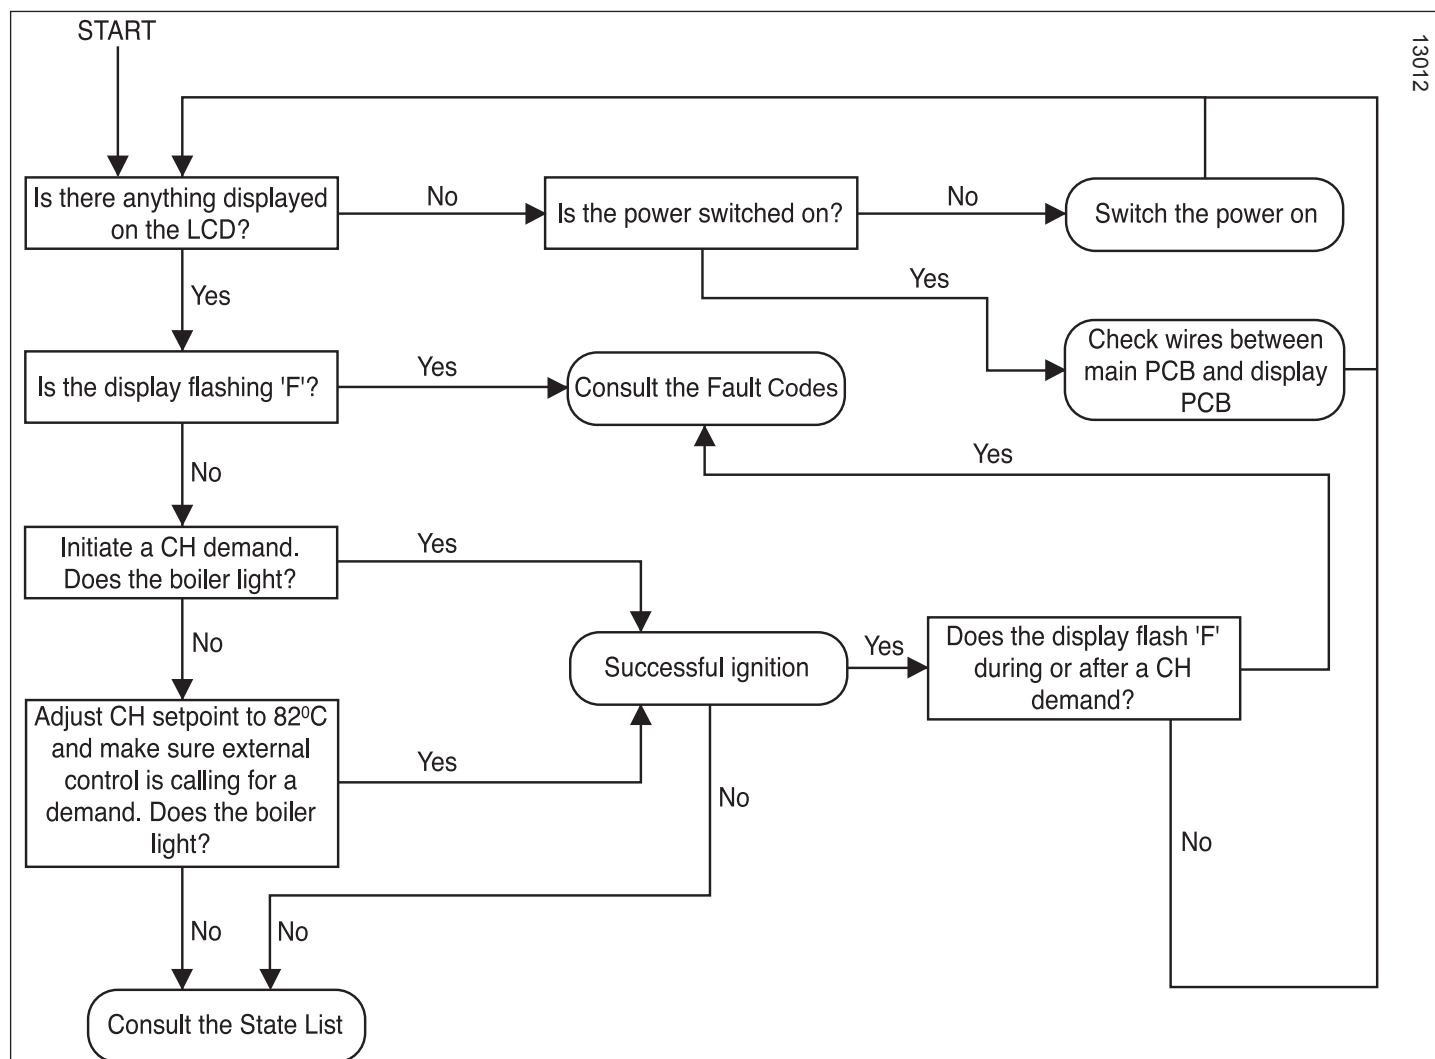 START
13012
Is there anything displayed
on the LCD?
No
Is the power switched on?
No
Switch the power on
Yes
Yes
Check wires between
main PCB and display
PCB
Is the display flashing 'F'?
Yes
Consult the Fault Codes
No
Yes
Initiate a CH demand.
Does the boiler light?
Yes
No
Successful ignition
Yes
Does the display flash 'F'
during or after a CH
demand?
Adjust CH setpoint to 82⁰C
and make sure external
control is calling for a
demand. Does the boiler
light?
Yes
No
No
No
No
Consult the State List